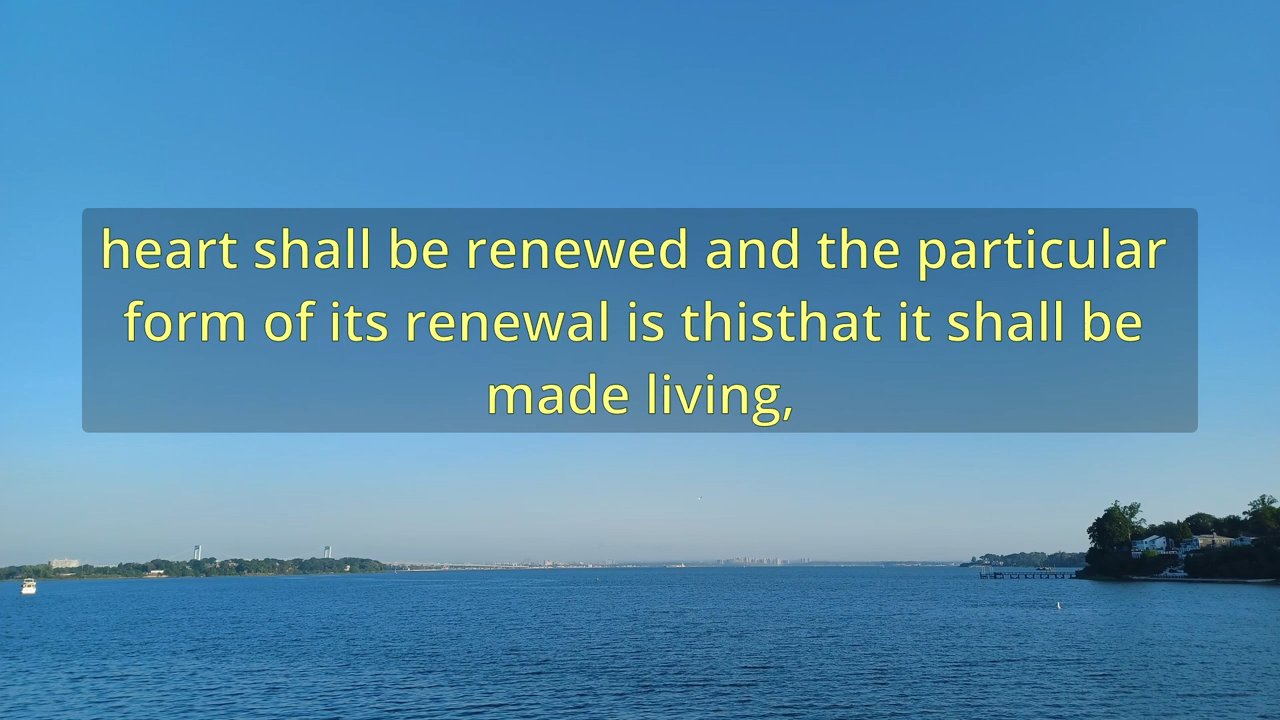 heart shall be renewed and the particular
form of its renewal is thisthat it shall be
made living,